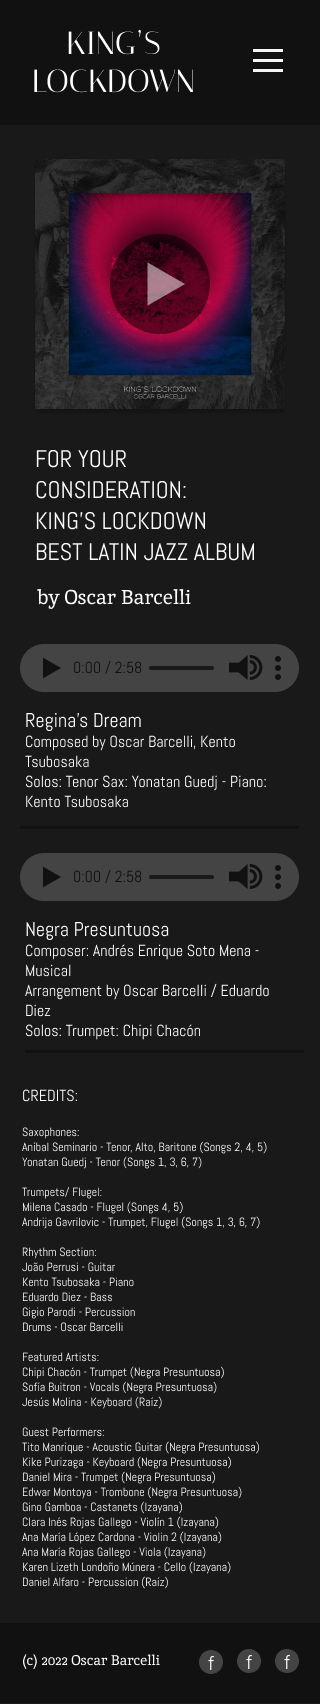 KING'S
LOCKDOWN
KING'S LOCKDOWN
OSCAR BARCELLI
FOR YOUR
CONSIDERATION:
KING'S LOCKDOWN
BEST LATIN JAZZ ALBUM
by Oscar Barcelli
0:00 / 2:58
Regina's Dream
Composed by Oscar Barcelli, Kento
Tsubosaka
Solos: Tenor Sax: Yonatan Guedj - Piano:
Kento Tsubosaka
0:00 / 2:58
Negra Presuntuosa
Composer: Andrés Enrique Soto Mena -
Musical
Arrangement by Oscar Barcelli / Eduardo
Diez
Solos: Trumpet: Chipi Chacón
CREDITS:
Saxophones:
Anibal Seminario - Tenor, Alto, Baritone (Songs 2, 4, 5)
Yonatan Guedj - Tenor (Songs 1, 3, 6, 7)
Trumpets/ Flugel:
Milena Casado - Flugel (Songs 4, 5)
Andrija Gavrilovic - Trumpet, Flugel (Songs 1, 3, 6, 7)
Rhythm Section:
João Perrusi - Guitar
Kento Tsubosaka - Piano
Eduardo Diez - Bass
Gigio Parodi - Percussion
Drums - Oscar Barcelli
Featured Artists:
Chipi Chacón - Trumpet (Negra Presuntuosa)
Sofía Buitron - Vocals (Negra Presuntuosa)
Jesús Molina - Keyboard (Raíz)
Guest Performers:
Tito Manrique - Acoustic Guitar (Negra Presuntuosa)
Kike Purizaga - Keyboard (Negra Presuntuosa)
Daniel Mira - Trumpet (Negra Presuntuosa)
Edwar Montoya - Trombone (Negra Presuntuosa)
Gino Gamboa - Castanets (Izayana)
Clara Inés Rojas Gallego - Violin 1 (Izayana)
Ana María López Cardona - Violin 2 (Izayana)
Ana María Rojas Gallego - Viola (Izayana)
Karen Lizeth Londoño Múnera - Cello (Izayana)
Daniel Alfaro - Percussion (Raíz)
(c) 2022 Oscar Barcelli
f f f